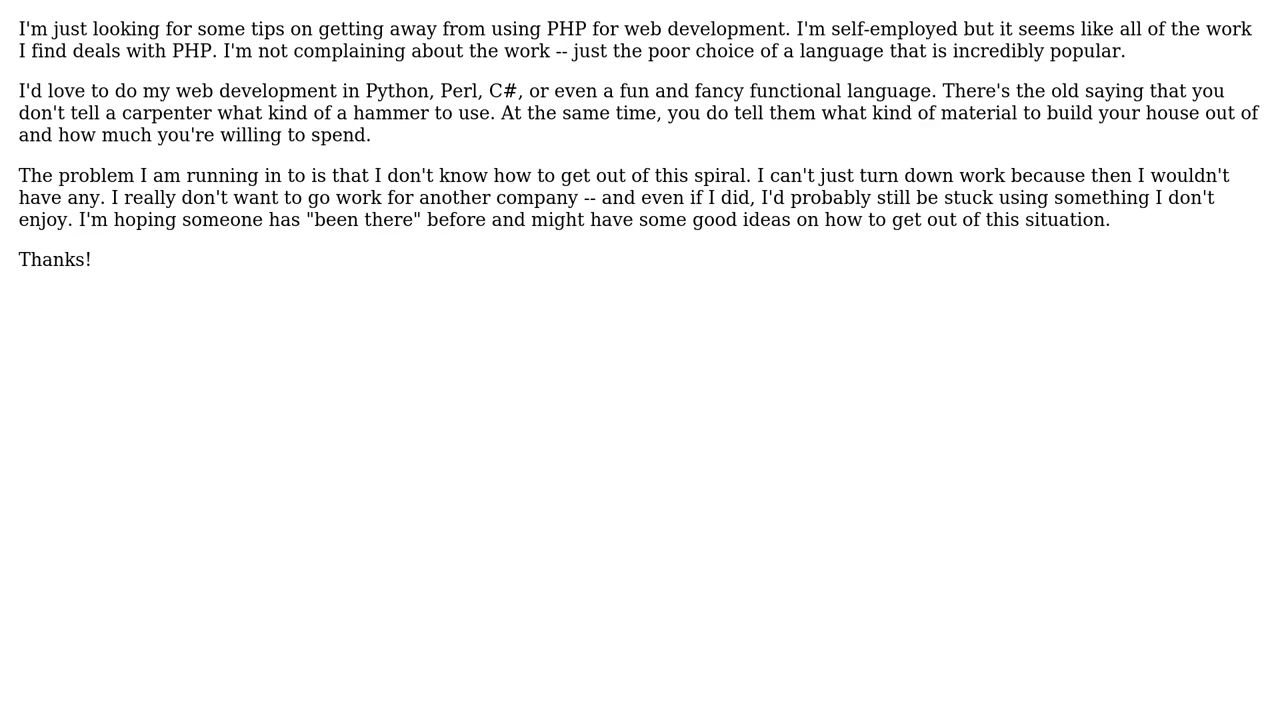 I'm just looking for some tips on getting away from using PHP for web development. I'm self-employed but it seems like all of the work
I find deals with PHP. I'm not complaining about the work -- just the poor choice of a language that is incredibly popular.
I'd love to do my web development in Python, Perl, C#, or even a fun and fancy functional language. There's the old saying that you
don't tell a carpenter what kind of a hammer to use. At the same time, you do tell them what kind of material to build your house out of
and how much you're willing to spend.
The problem I am running in to is that I don't know how to get out of this spiral. I can't just turn down work because then I wouldn't
have any. I really don't want to go work for another company -- and even if I did, I'd probably still be stuck using something I don't
enjoy. I'm hoping someone has "been there" before and might have some good ideas on how to get out of this situation.
Thanks!